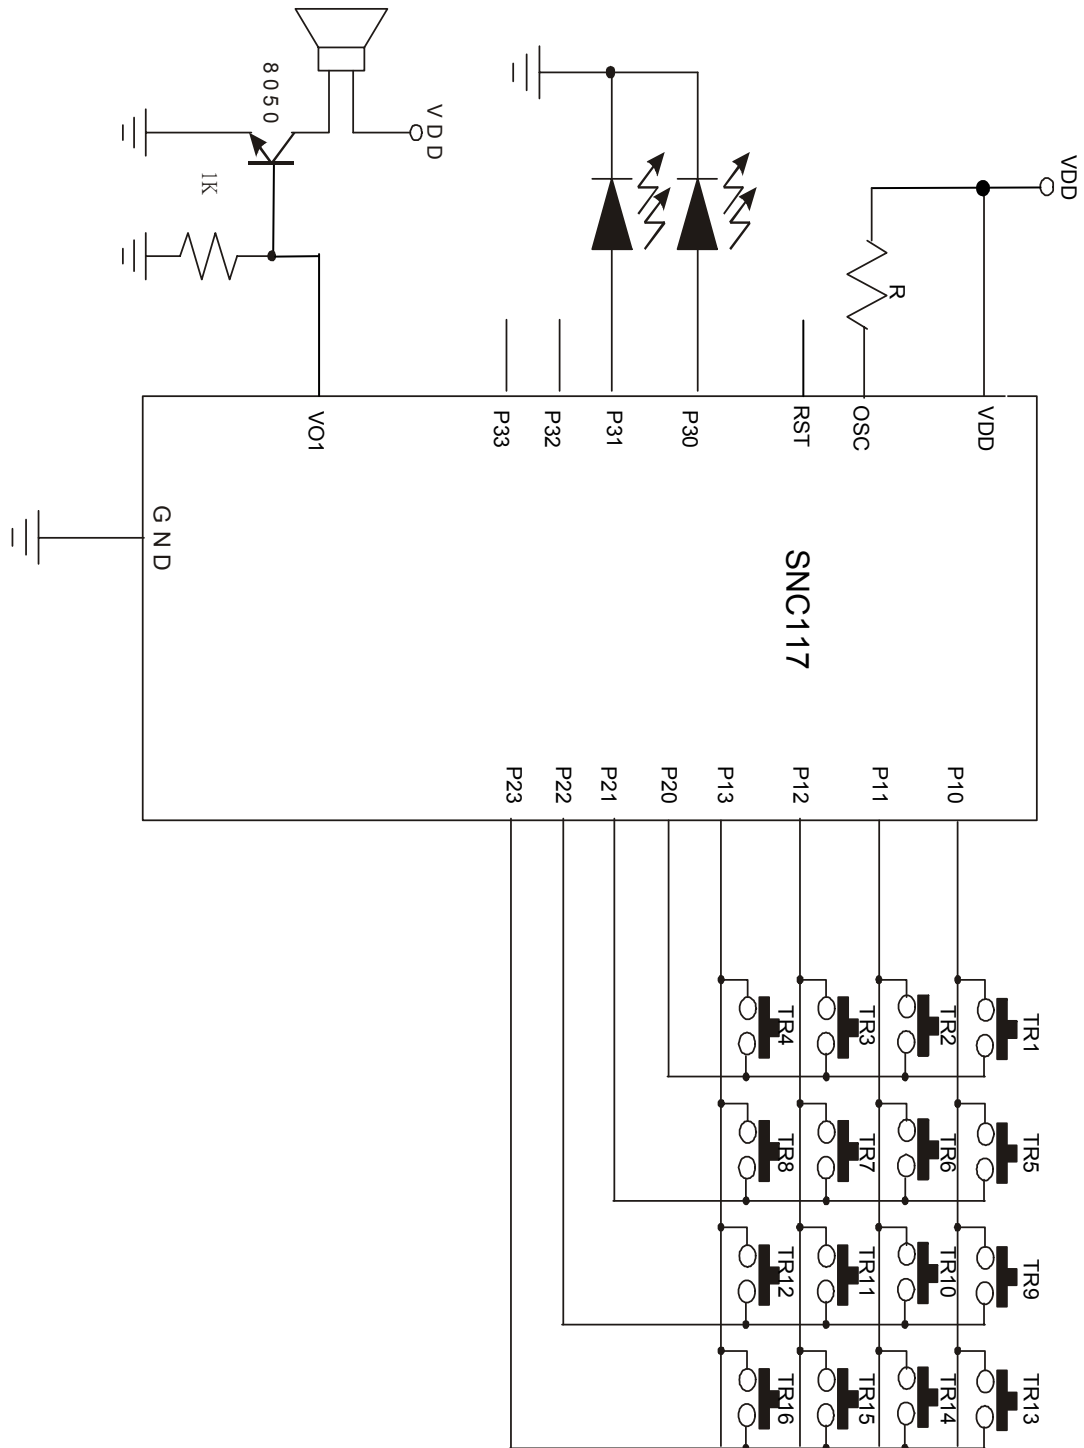 8050
VDD
1K
VDD
R
VO1
P33
P32
P31
P30
RST
OSC
VDD
GND
SNC117
P23
P22
P21
P20
P13
P12
P11
P10
TR4
TR3
TR2
TR1
TR8
TR7
TR6
TR5
TR12
TR11
TR10
TR9
TR16
TR15
TR14
TR13